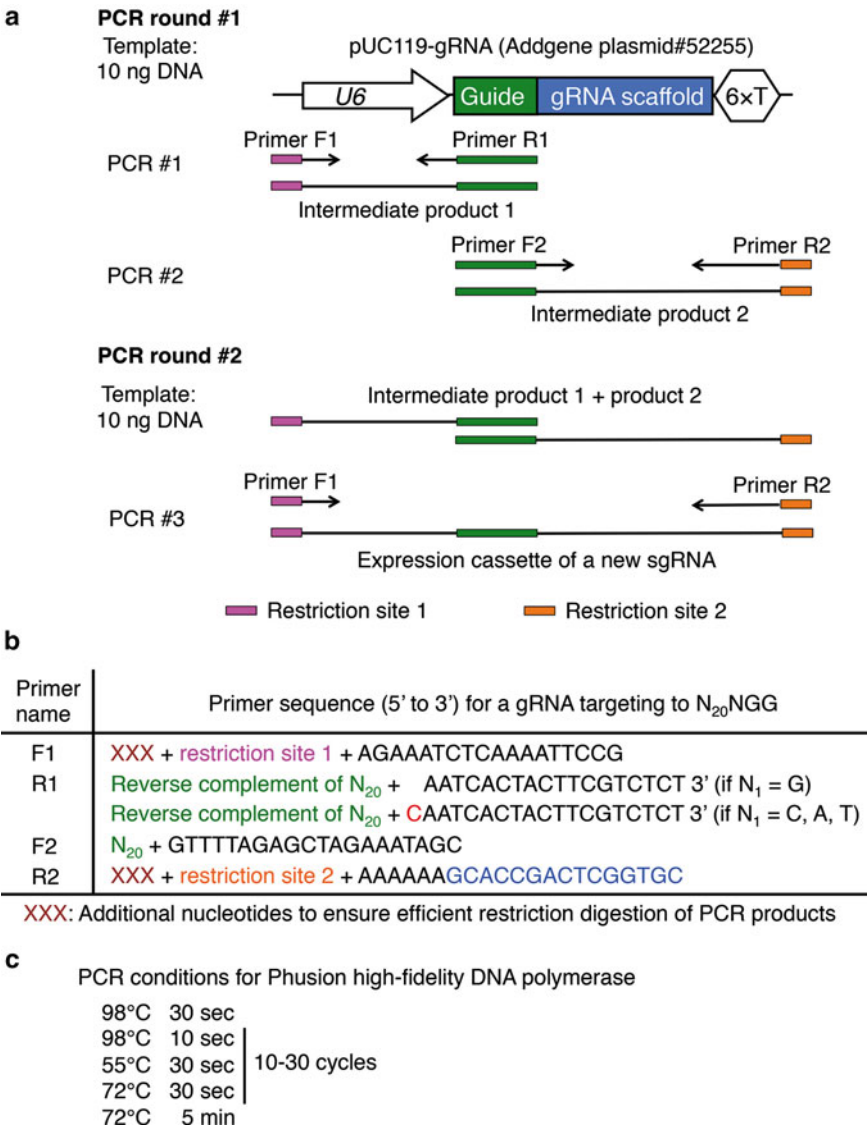 a
PCR round #1
Template:
10 ng DNA
pUC119-gRNA (Addgene plasmid#52255)
U6
Guide
gRNA scaffold
6×T
PCR #1
Primer F1
Primer R1
Intermediate product 1
PCR #2
Primer F2
Primer R2
Intermediate product 2
PCR round #2
Template:
10 ng DNA
Intermediate product 1 + product 2
PCR #3
Primer F1
Primer R2
Expression cassette of a new sgRNA
Restriction site 1
Restriction site 2
b
Primer name
Primer sequence (5' to 3') for a gRNA targeting to N20NGG
F1 XXX + restriction site 1 + AGAAATCTCAAAATTCCG
R1 Reverse complement of N20 + AATCACTACTTCGTCTCT 3' (if N1 = G)
Reverse complement of N20 + CAATCACTACTTCGTCTCT 3' (if N1 = C, A, T)
F2 N20 + GTTTTAGAGCTAGAAATAGC
R2 XXX + restriction site 2 + AAAAAAGCACCGACTCGGTGC
XXX: Additional nucleotides to ensure efficient restriction digestion of PCR products
c
PCR conditions for Phusion high-fidelity DNA polymerase
98°C 30 sec
98°C 10 sec
55°C 30 sec
72°C 30 sec
10-30 cycles
72°C 5 min